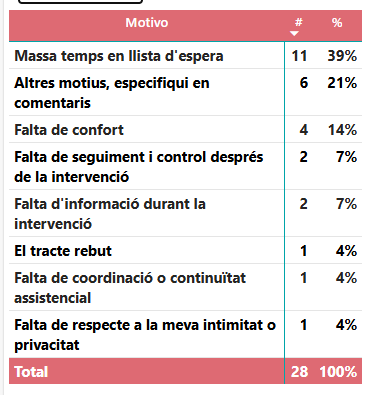 Motivo # %
Massa temps en llista d'espera 11 39%
Altres motius, especifiqui en 6 21%
comentaris
Falta de confort 4 14%
Falta de seguiment i control després 2 7%
de la intervenció
Falta d'informació durant la 2 7%
intervenció
El tracte rebut 1 4%
Falta de coordinació o continuïtat 1 4%
assistencial
Falta de respecte a la meva intimitat o 1 4%
privacitat
Total 28 100%